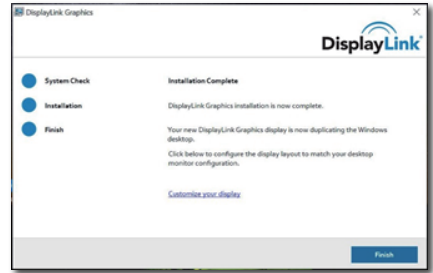 DisplayLink Graphics
DisplayLink
System Check
Installation Complete
Installation
DisplayLink Graphics installation is now complete.
Finish
Your new DisplayLink Graphics display is now duplicating the Windows
desktop.
Click below to configure the display layout to match your desktop
monitor configuration.
Customize your display
Finish